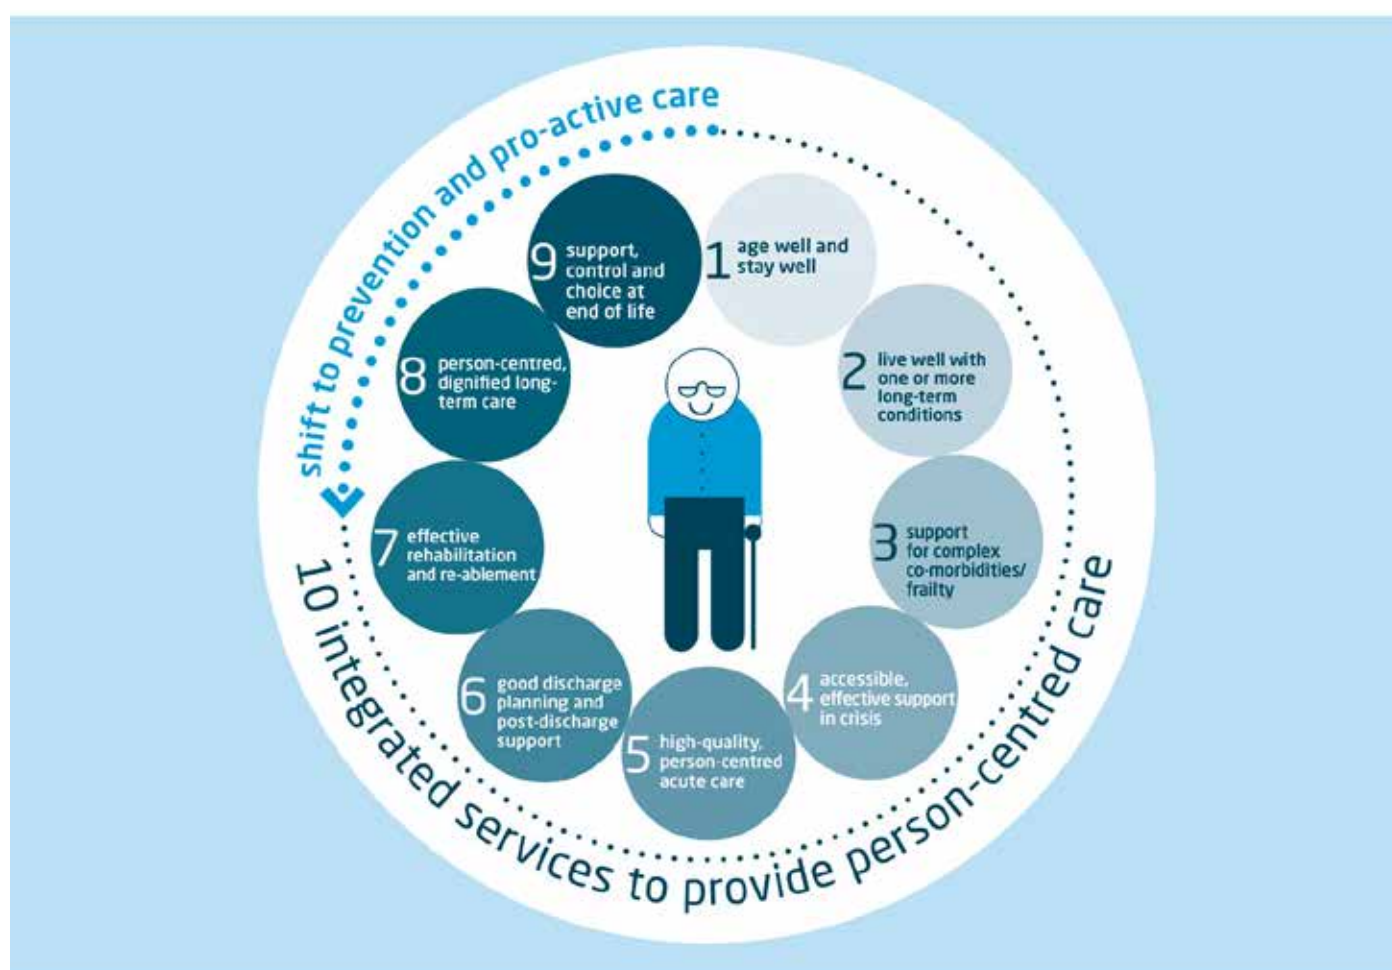 shift to prevention and pro-active care
1 age well and
stay well
2 live well with
one or more
long-term
conditions
3 support
for complex
co-morbidities/
frailty
4 accessible,
effective support
in crisis
5 high-quality,
person-centred
acute care
6 good discharge
planning and
post-discharge
support
7 effective
rehabilitation
and re-ablement
8 person-centred,
dignified long-
term care
9 support,
control and
choice at
end of life
10 integrated services to provide person-centred care